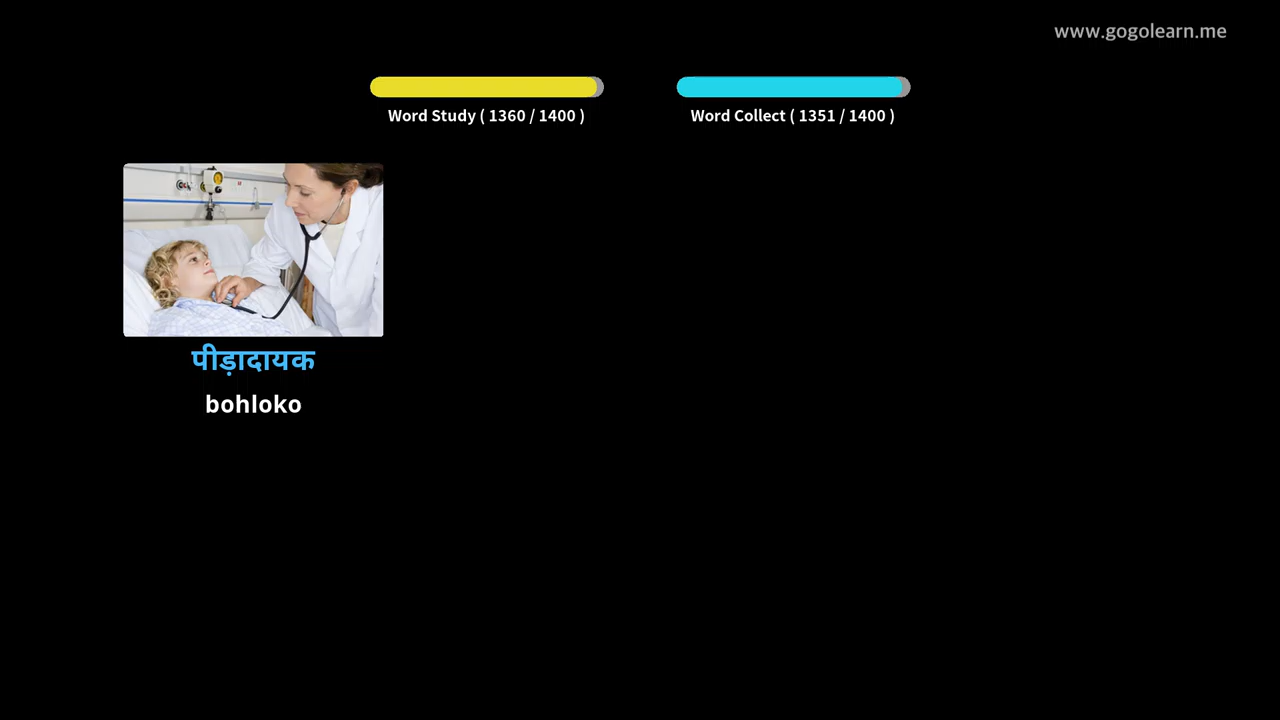 www.gogolearn.me
Word Study ( 1360 / 1400 )
Word Collect ( 1351 / 1400 )
पीड़ादायक
bohloko